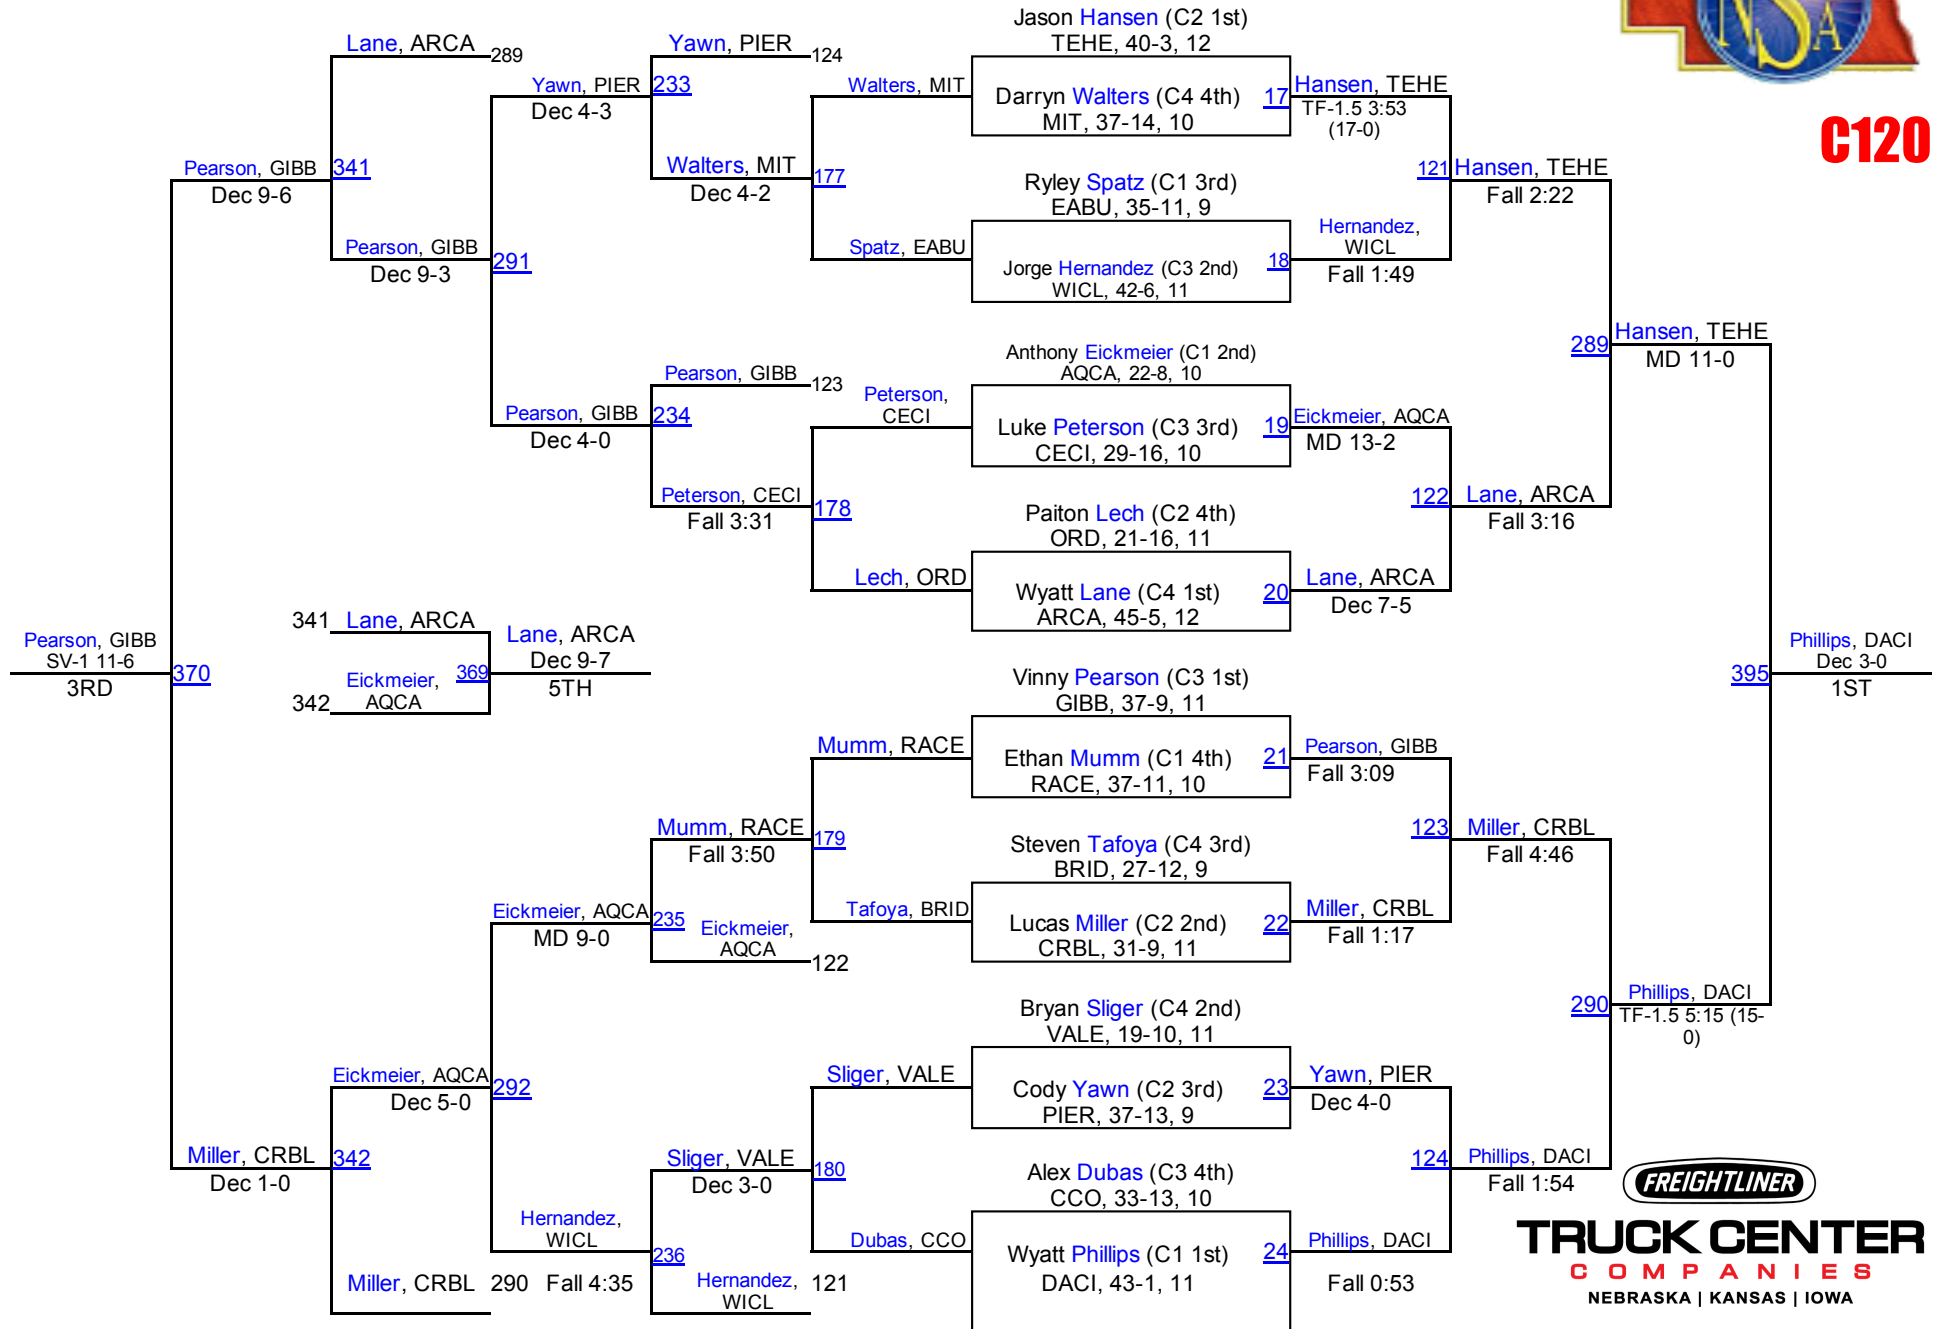 NSA
C120
Jason Hansen (C2 1st)
TEHE, 40-3, 12
Darryn Walters (C4 4th)
MIT, 37-14, 10
17
Ryley Spatz (C1 3rd)
EABU, 35-11, 9
Jorge Hernandez (C3 2nd)
WICL, 42-6, 11
18
Anthony Eickmeier (C1 2nd)
AQCA, 22-8, 10
Luke Peterson (C3 3rd)
CECI, 29-16, 10
19
Paiton Lech (C2 4th)
ORD, 21-16, 11
Wyatt Lane (C4 1st)
ARCA, 45-5, 12
20
Vinny Pearson (C3 1st)
GIBB, 37-9, 11
Ethan Mumm (C1 4th)
RACE, 37-11, 10
21
Steven Tafoya (C4 3rd)
BRID, 27-12, 9
Lucas Miller (C2 2nd)
CRBL, 31-9, 11
22
Bryan Sliger (C4 2nd)
VALE, 19-10, 11
Cody Yawn (C2 3rd)
PIER, 37-13, 9
23
Alex Dubas (C3 4th)
CCO, 33-13, 10
Wyatt Phillips (C1 1st)
DACI, 43-1, 11
24
Hansen, TEHE
TF-1.5 3:53
(17-0)
Hernandez,
WICL
Fall 1:49
Eickmeier, AQCA
MD 13-2
Lane, ARCA
Dec 7-5
Pearson, GIBB
Fall 3:09
Miller, CRBL
Fall 1:17
Yawn, PIER
Dec 4-0
Phillips, DACI
Fall 0:53
121
Hansen, TEHE
Fall 2:22
122
Lane, ARCA
Fall 3:16
123
Miller, CRBL
Fall 4:46
124
Phillips, DACI
Fall 1:54
289
Hansen, TEHE
MD 11-0
290
Phillips, DACI
TF-1.5 5:15 (15-
0)
395
Phillips, DACI
Dec 3-0
1ST
Walters, MIT
Spatz, EABU
177
Peterson,
CECI
Lech, ORD
178
Mumm, RACE
Tafoya, BRID
179
Sliger, VALE
Dubas, CCO
180
Yawn, PIER
124
Walters, MIT
Dec 4-2
233
Pearson, GIBB
123
Peterson, CECI
Fall 3:31
234
Mumm, RACE
Fall 3:50
235
Eickmeier,
AQCA
122
Sliger, VALE
Dec 3-0
236
Hernandez,
WICL
121
Yawn, PIER
Dec 4-3
291
Pearson, GIBB
Dec 4-0
Eickmeier, AQCA
MD 9-0
292
Hernandez,
WICL
Fall 4:35
Lane, ARCA
289
341
Pearson, GIBB
Dec 9-3
Eickmeier, AQCA
Dec 5-0
342
Miller, CRBL
290
Pearson, GIBB
Dec 9-6
Miller, CRBL
Dec 1-0
370
Pearson, GIBB
SV-1 11-6
3RD
341
Lane, ARCA
342
Eickmeier,
AQCA
369
Lane, ARCA
Dec 9-7
5TH
FREIGHTLINER
TRUCK CENTER
COMPANIES
NEBRASKA | KANSAS | IOWA